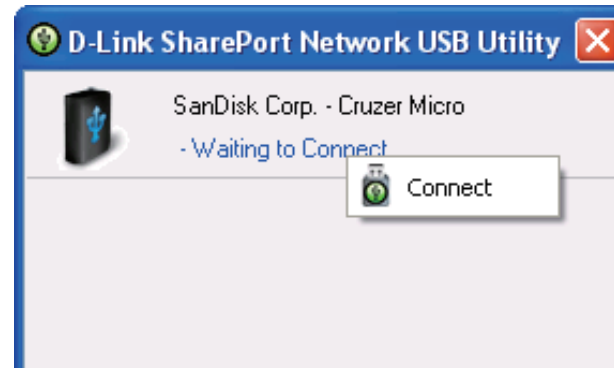 D-Link SharePort Network USB Utility
SanDisk Corp. - Cruzer Micro
- Waiting to Connect
Connect